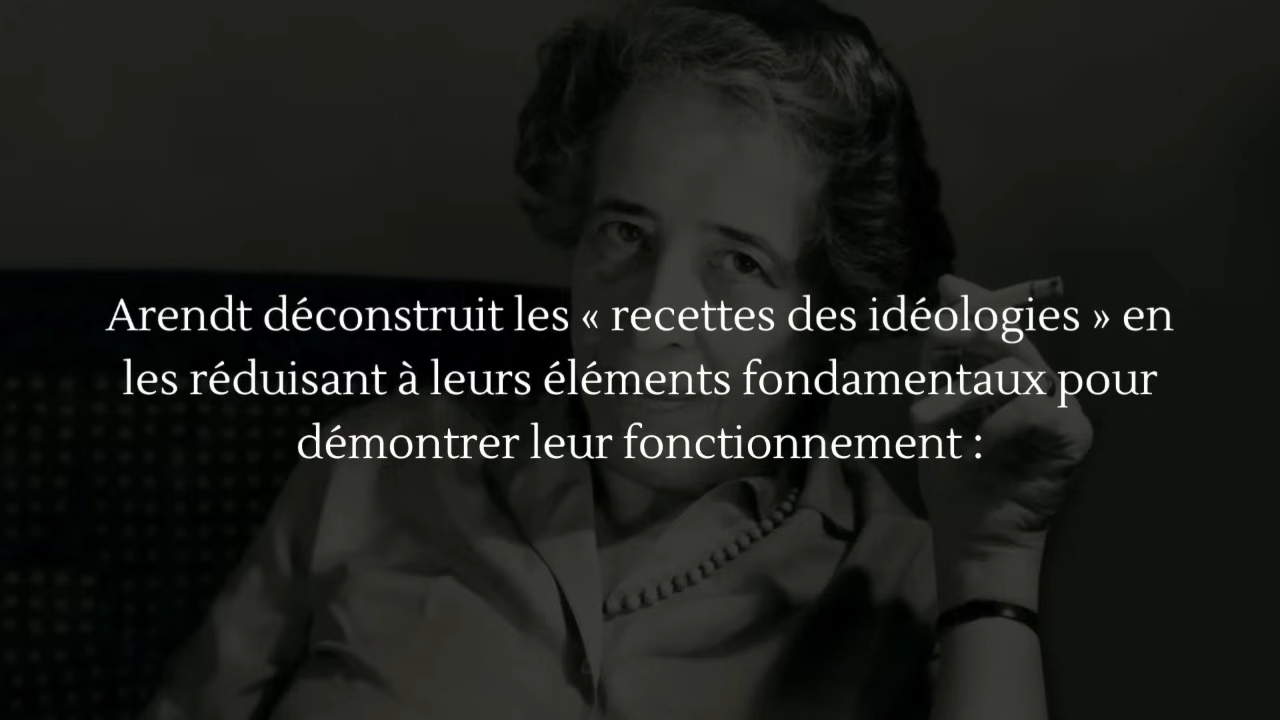 Arendt déconstruit les « recettes des idéologies » en
les réduisant à leurs éléments fondamentaux pour
démontrer leur fonctionnement :